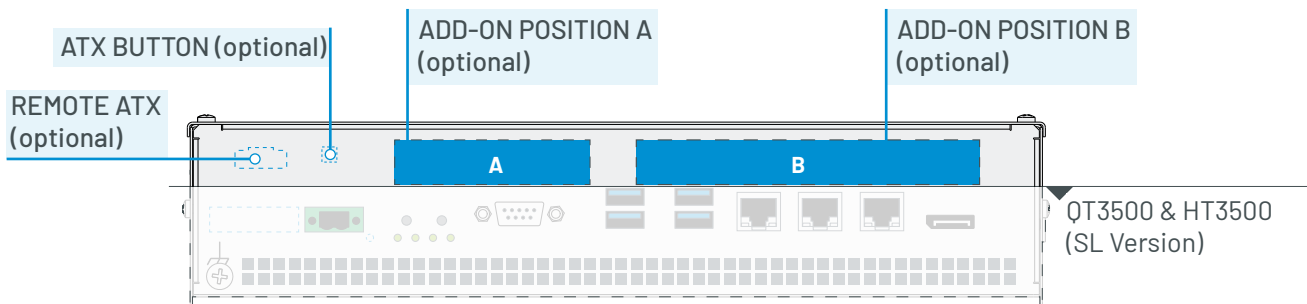 ATX BUTTON (optional)
ADD-ON POSITION A
(optional)
ADD-ON POSITION B
(optional)
REMOTE ATX
(optional)
A
B
QT3500 & HT3500
(SL Version)